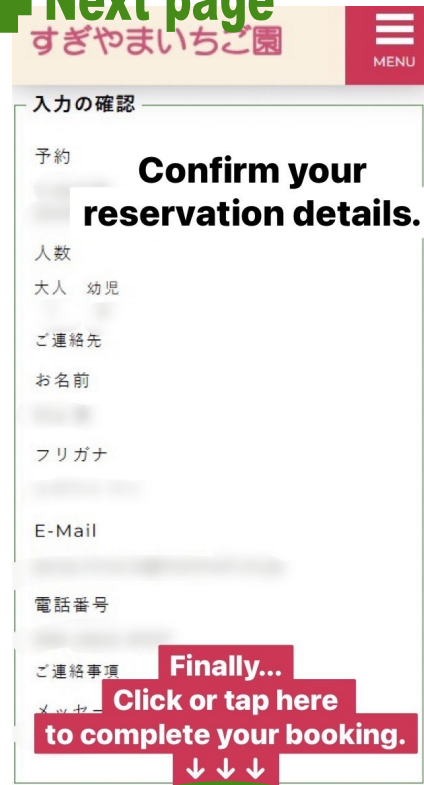 Next page
すぎやまいちご園
MENU
入力の確認
予約
Confirm your
reservation details.
人数
大人　幼児
ご連絡先
お名前
フリガナ
E-Mail
電話番号
ご連絡事項
Finally...
Click or tap here
to complete your booking.
↓ ↓ ↓